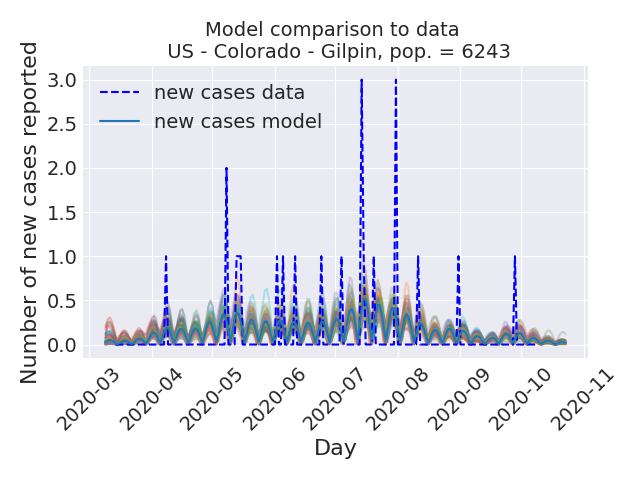 Model comparison to data
US - Colorado - Gilpin, pop. = 6243
Number of new cases reported
3.0
2.5
2.0
1.5
1.0
0.5
0.0
new cases data
new cases model
2020-03
2020-04
2020-05
2020-06
2020-07
2020-08
2020-09
2020-10
2020-11
Day